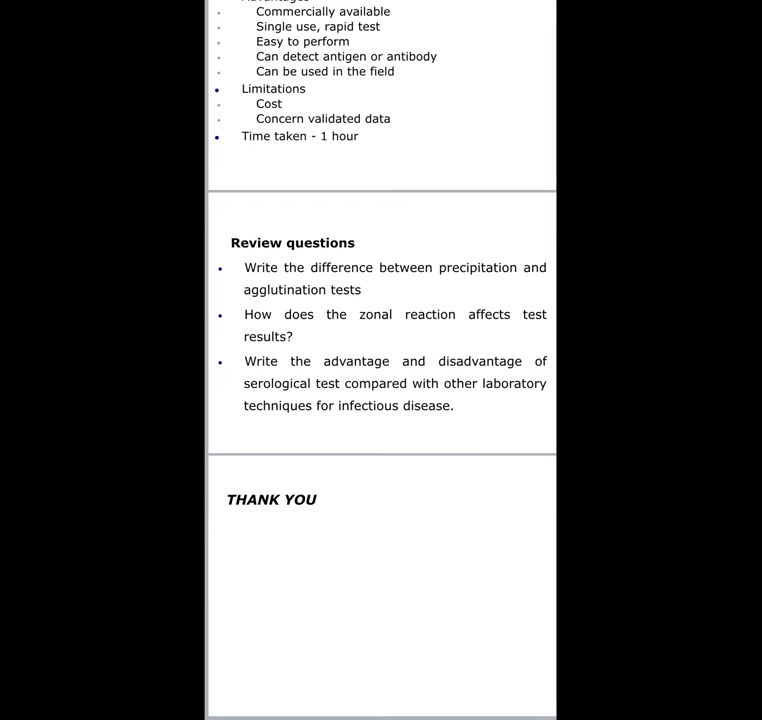 Advantages
Commercially available
Single use, rapid test
Easy to perform
Can detect antigen or antibody
Can be used in the field
Limitations
Cost
Concern validated data
Time taken - 1 hour
Review questions
Write the difference between precipitation and
agglutination tests
How does the zonal reaction affects test
results?
Write the advantage and disadvantage of
serological test compared with other laboratory
techniques for infectious disease.
THANK YOU